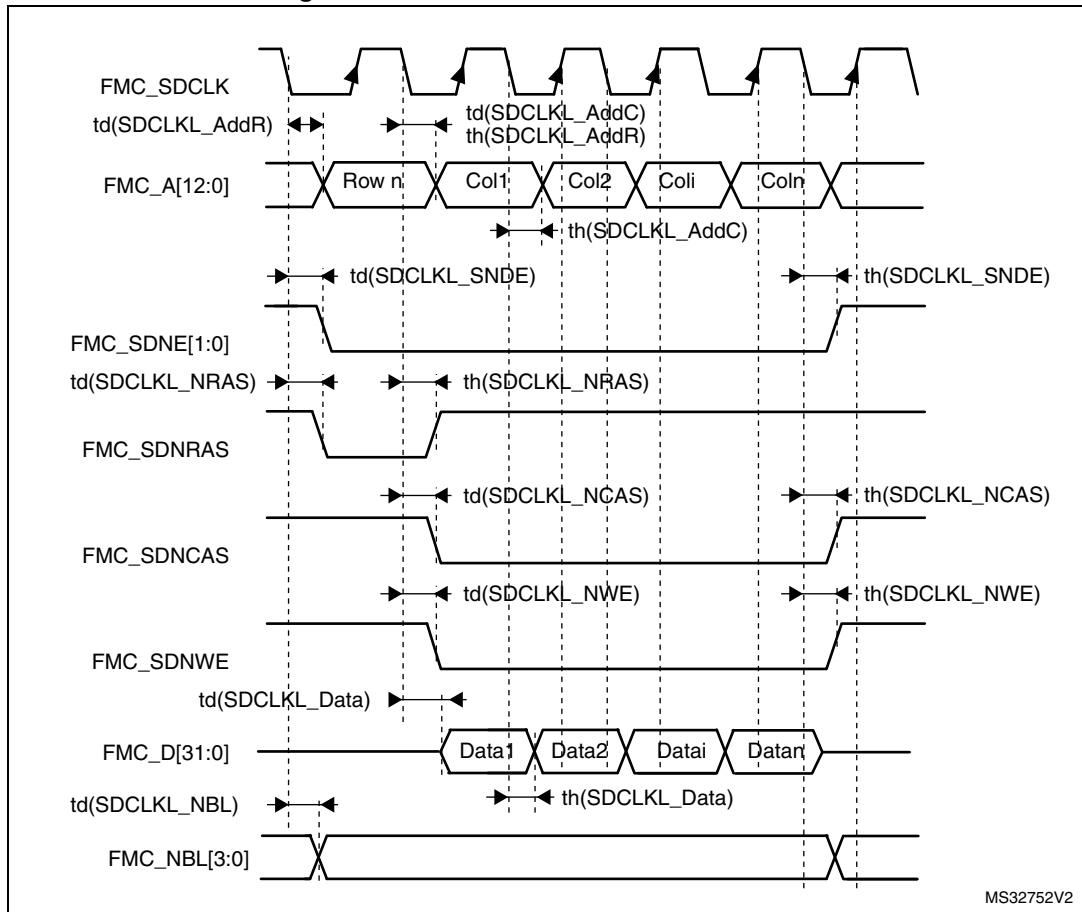 FMC_SDCLK
td(SDCLKL_AddR)
td(SDCLKL_AddC)
th(SDCLKL_AddR)
FMC_A[12:0]
Row n
Col1
Col2
Coli
Coln
th(SDCLKL_AddC)
td(SDCLKL_SNDE)
th(SDCLKL_SNDE)
FMC_SDNE[1:0]
td(SDCLKL_NRAS)
th(SDCLKL_NRAS)
FMC_SDNRAS
td(SDCLKL_NCAS)
th(SDCLKL_NCAS)
FMC_SDNCAS
td(SDCLKL_NWE)
th(SDCLKL_NWE)
FMC_SDNWE
td(SDCLKL_Data)
FMC_D[31:0]
Data1
Data2
Datai
Datan
td(SDCLKL_NBL)
th(SDCLKL_Data)
FMC_NBL[3:0]
MS32752V2